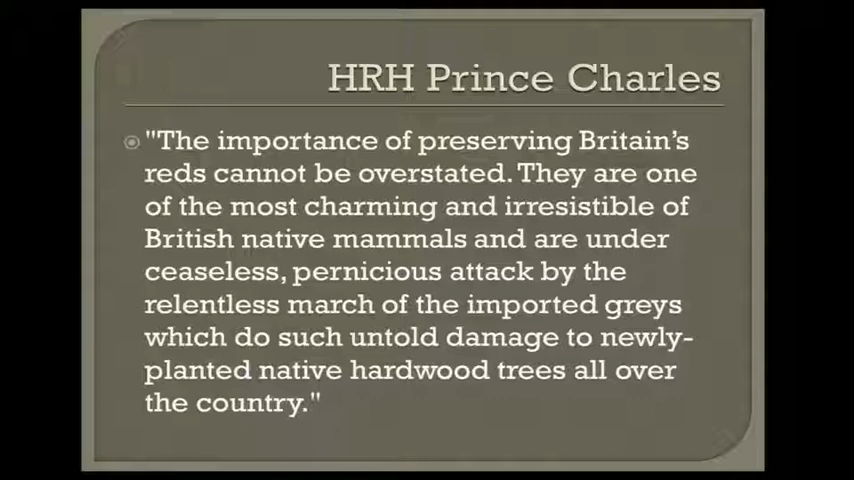 HRH Prince Charles
"The importance of preserving Britain's
reds cannot be overstated. They are one
of the most charming and irresistible of
British native mammals and are under
ceaseless, pernicious attack by the
relentless march of the imported greys
which do such untold damage to newly-
planted native hardwood trees all over
the country."